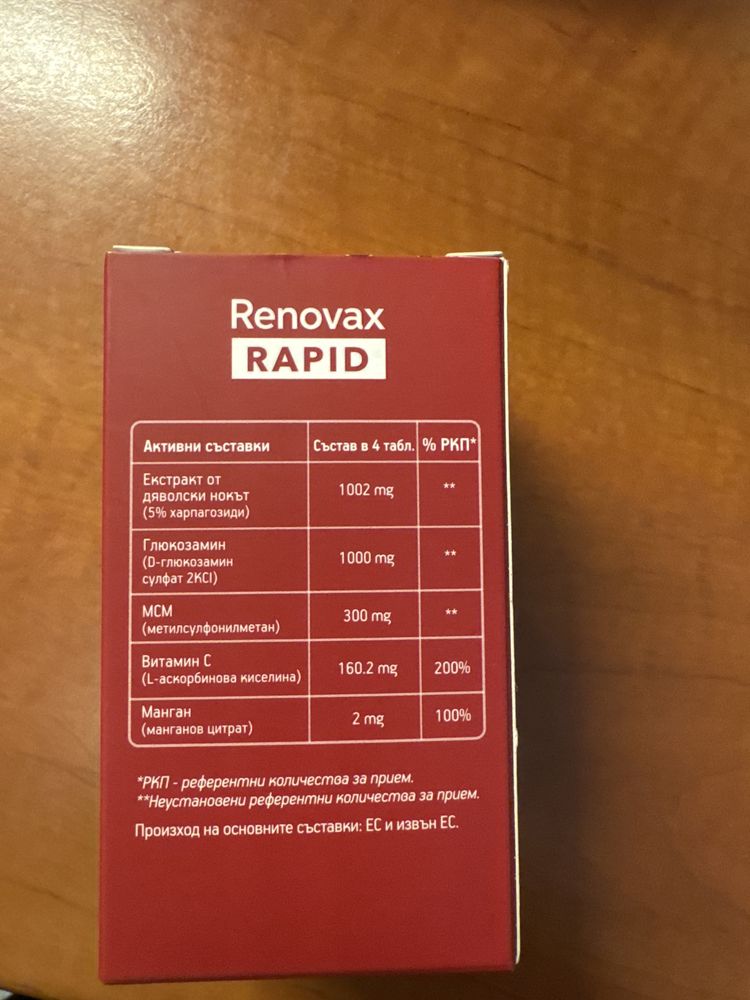 Renovax
RAPID
Активни съставки Състав в 4 табл. % РКП*
Екстракт от
дяволски нокът
(5% харпагозиди) 1002 mg **
Глюкозамин
(D-глюкозамин
сулфат 2KCl) 1000 mg **
МСМ
(метилсулфонилметан) 300 mg **
Витамин С
(L-аскорбинова киселина) 160.2 mg 200%
Манган
(манганов цитрат) 2 mg 100%
*РКП - референтни количества за прием.
**Неустановени референтни количества за прием.
Произход на основните съставки: ЕС и извън ЕС.